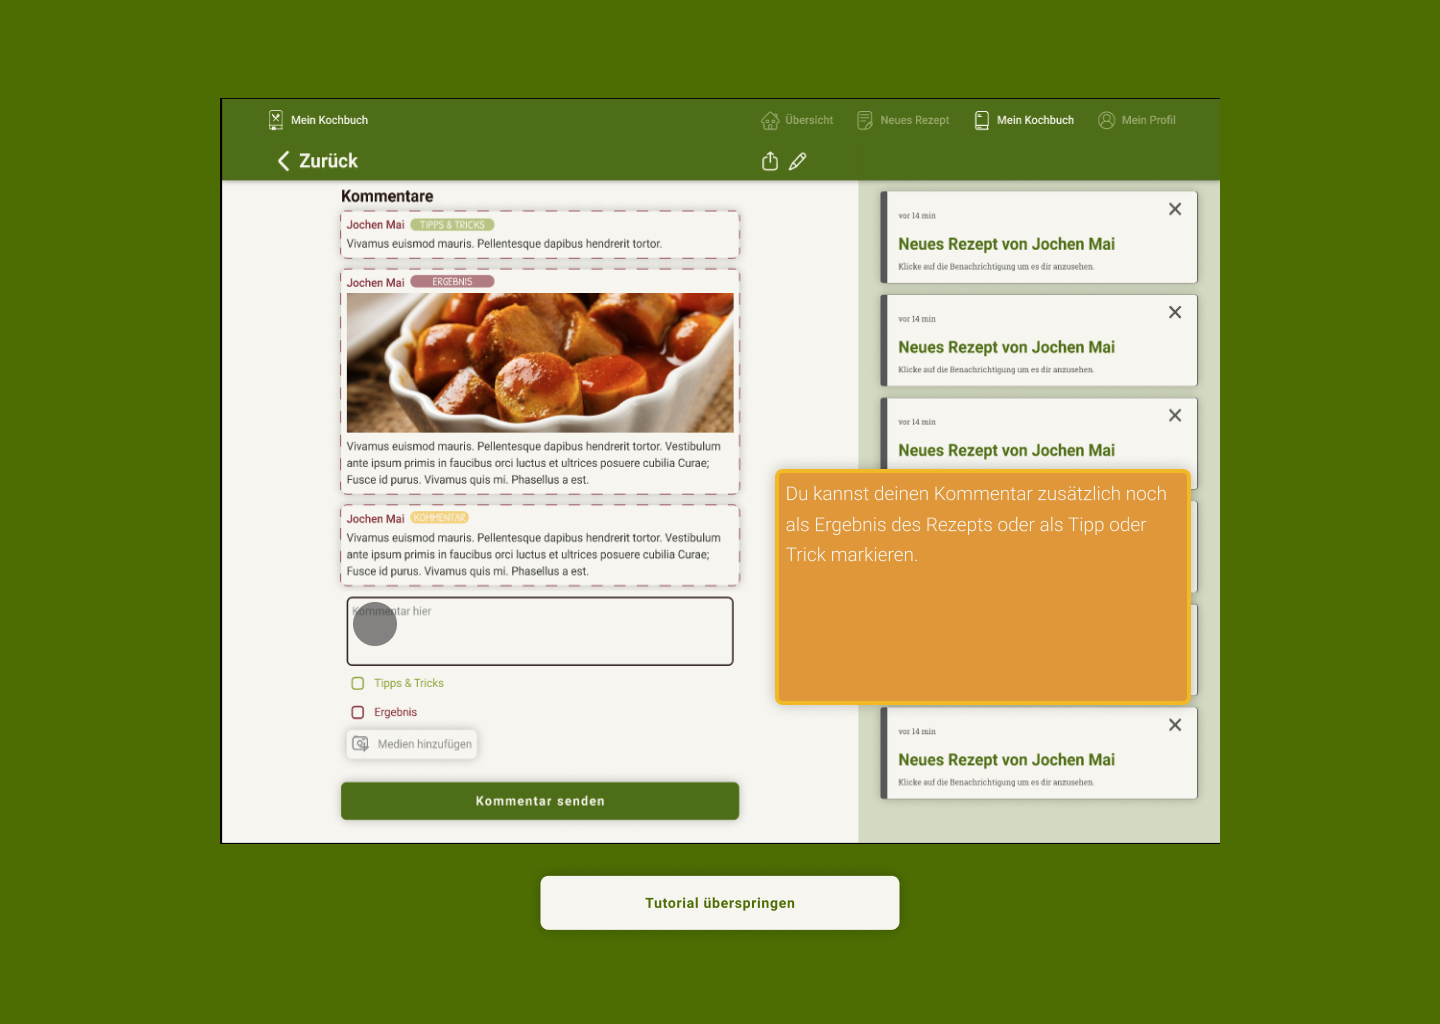 Mein Kochbuch
Übersicht
Neues Rezept
Mein Kochbuch
Mein Profil
Zurück
Kommentare
Jochen Mai TIPPS & TRICKS
Vivamus euismod mauris. Pellentesque dapibus hendrerit tortor.
Jochen Mai ERGEBNIS
Vivamus euismod mauris. Pellentesque dapibus hendrerit tortor. Vestibulum
ante ipsum primis in faucibus orci luctus et ultrices posuere cubilia Curae;
Fusce id purus. Vivamus quis mi. Phasellus a est.
Jochen Mai KOMMENTAR
Vivamus euismod mauris. Pellentesque dapibus hendrerit tortor. Vestibulum
ante ipsum primis in faucibus orci luctus et ultrices posuere cubilia Curae;
Fusce id purus. Vivamus quis mi. Phasellus a est.
Kommentar hier
Tipps & Tricks
Ergebnis
Medien hinzufügen
Kommentar senden
vor 14 min
Neues Rezept von Jochen Mai
Klicke auf die Benachrichtigung um es dir anzusehen.
vor 14 min
Neues Rezept von Jochen Mai
Klicke auf die Benachrichtigung um es dir anzusehen.
vor 14 min
Neues Rezept von Jochen Mai
Du kannst deinen Kommentar zusätzlich noch
als Ergebnis des Rezepts oder als Tipp oder
Trick markieren.
vor 14 min
Neues Rezept von Jochen Mai
Klicke auf die Benachrichtigung um es dir anzusehen.
Tutorial überspringen